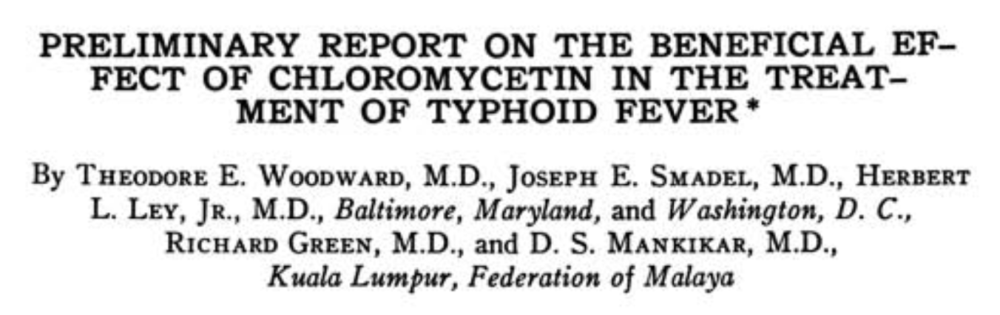 PRELIMINARY REPORT ON THE BENEFICIAL EF–
FECT OF CHLOROMYCETIN IN THE TREAT–
MENT OF TYPHOID FEVER*
By THEODORE E. WOODWARD, M.D., JOSEPH E. SMADEL, M.D., HERBERT
L. LEY, JR., M.D., Baltimore, Maryland, and Washington, D. C.,
RICHARD GREEN, M.D., and D. S. MANKIKAR, M.D.,
Kuala Lumpur, Federation of Malaya